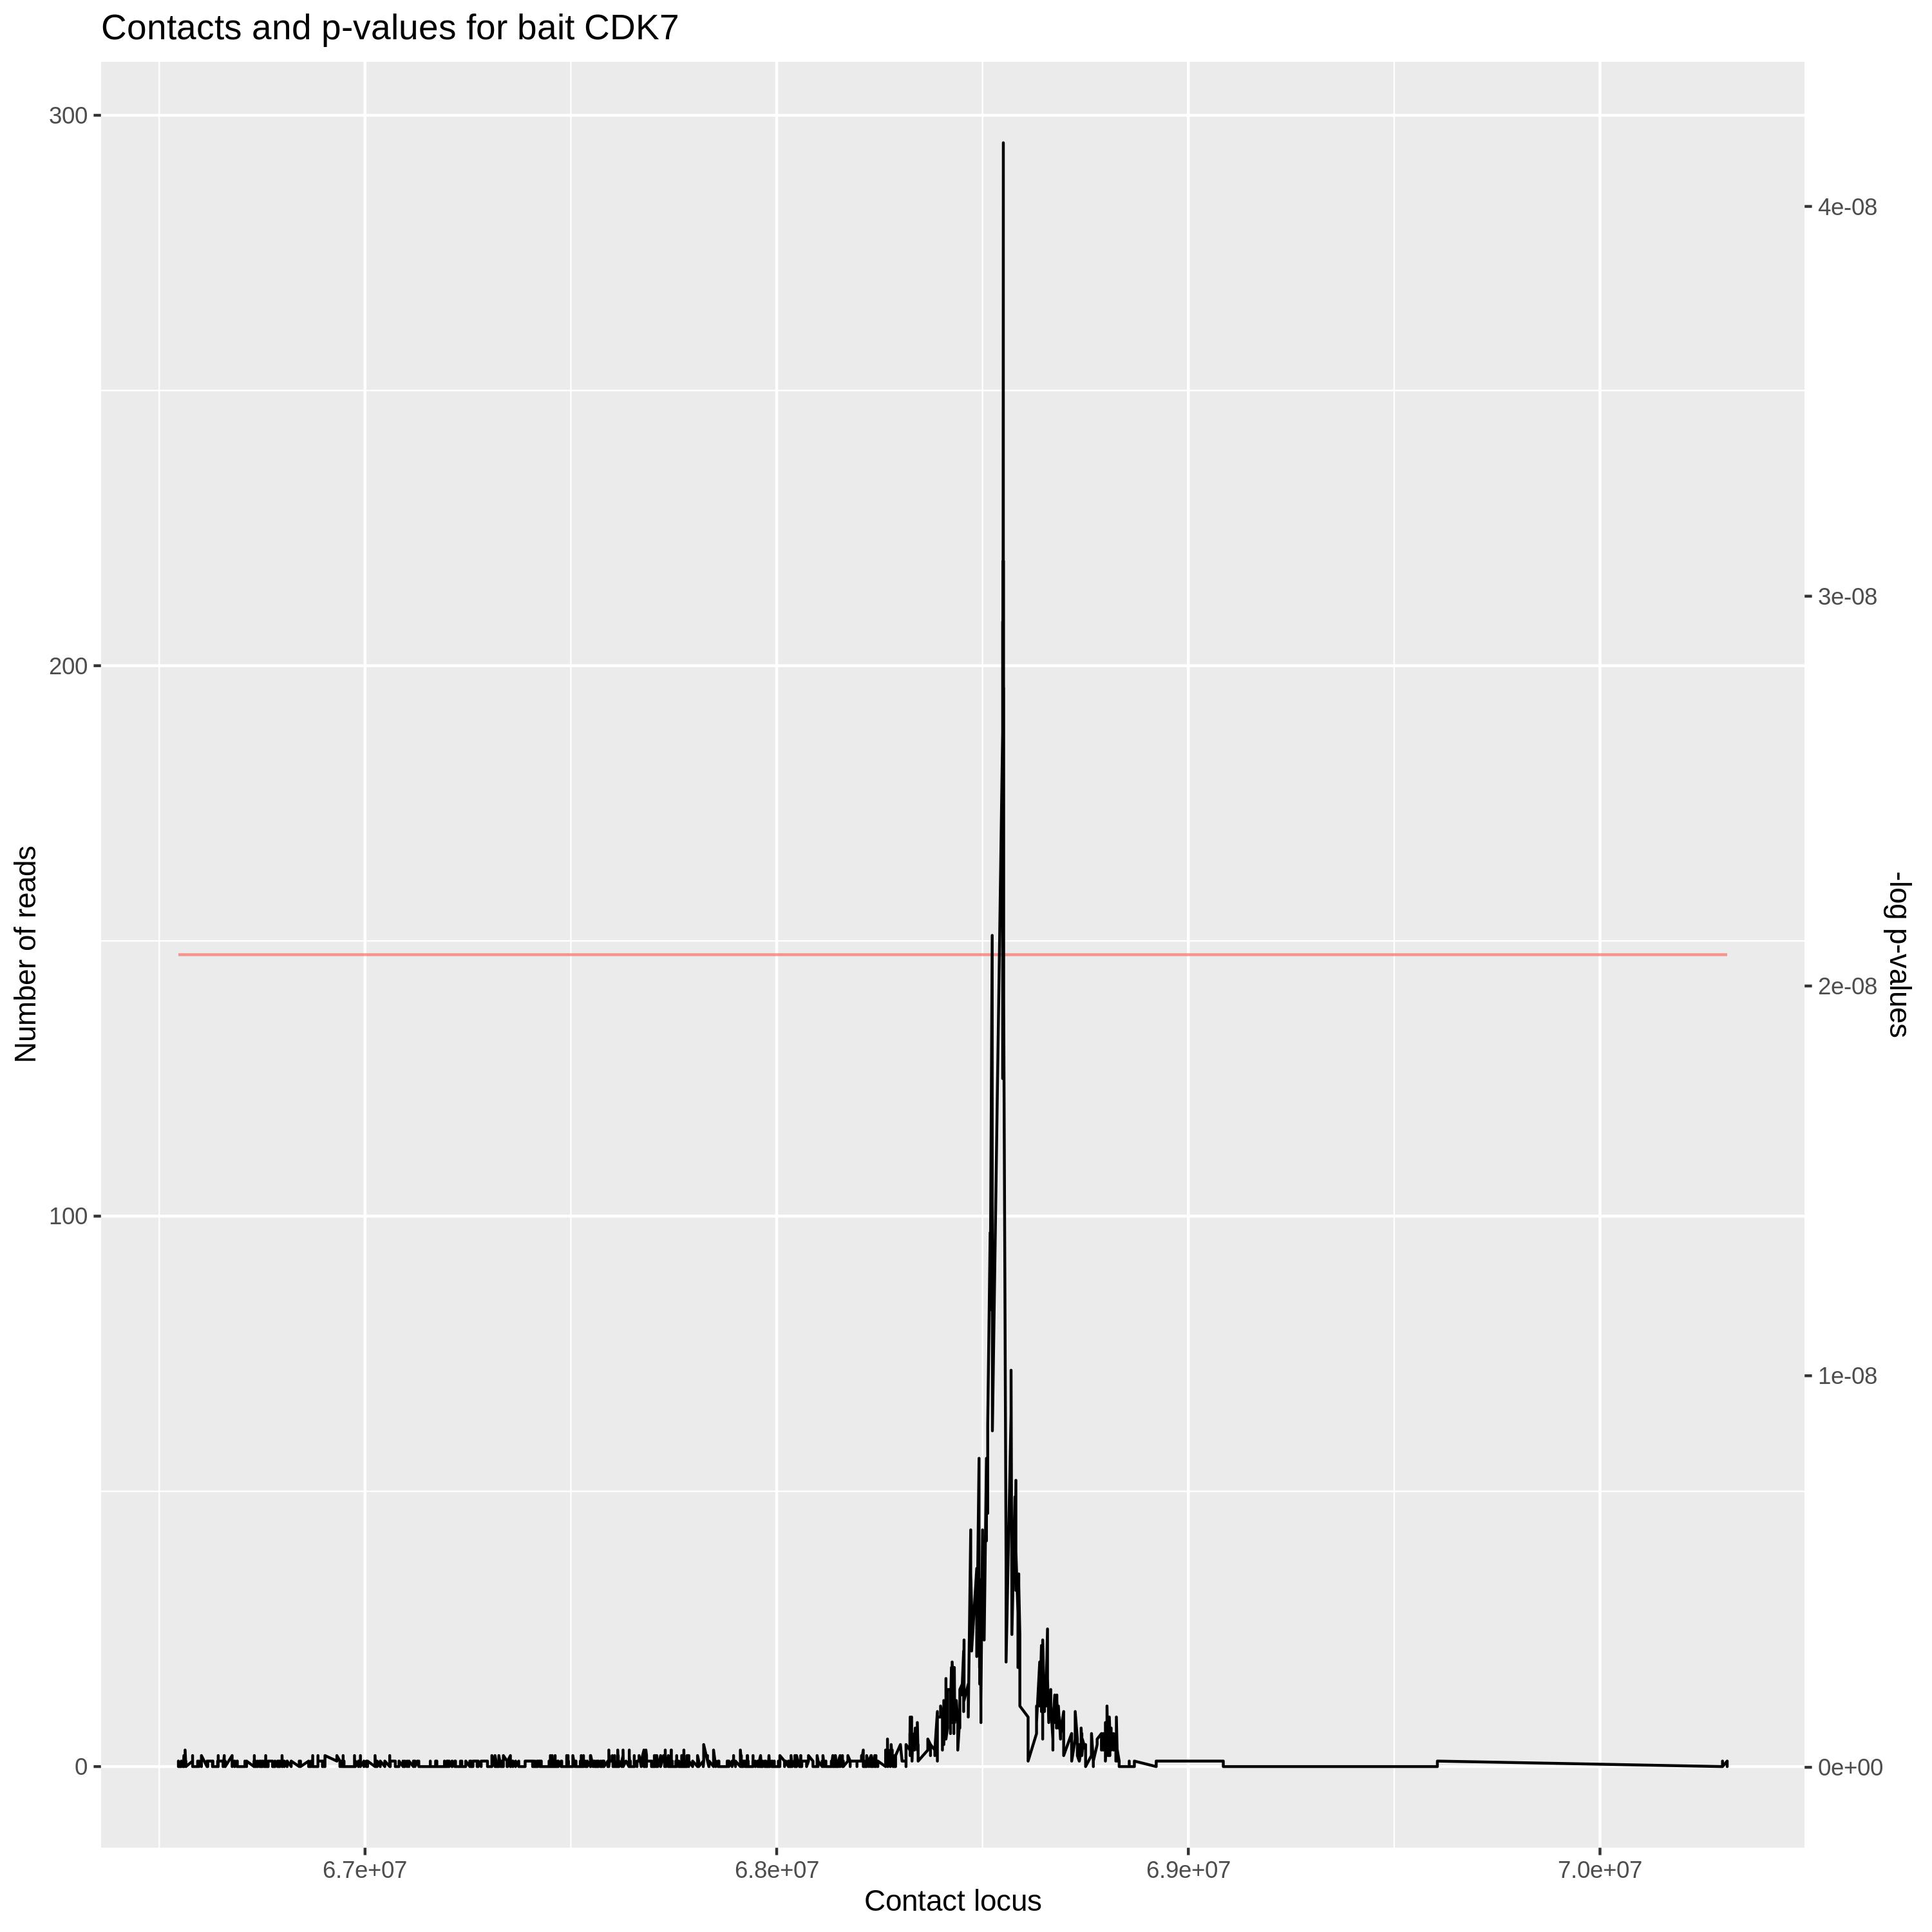 Contacts and p-values for bait CDK7
300
200
100
0
Number of reads
4e-08
3e-08
2e-08
1e-08
0e+00
-log p-values
6.7e+07
6.8e+07
6.9e+07
7.0e+07
Contact locus